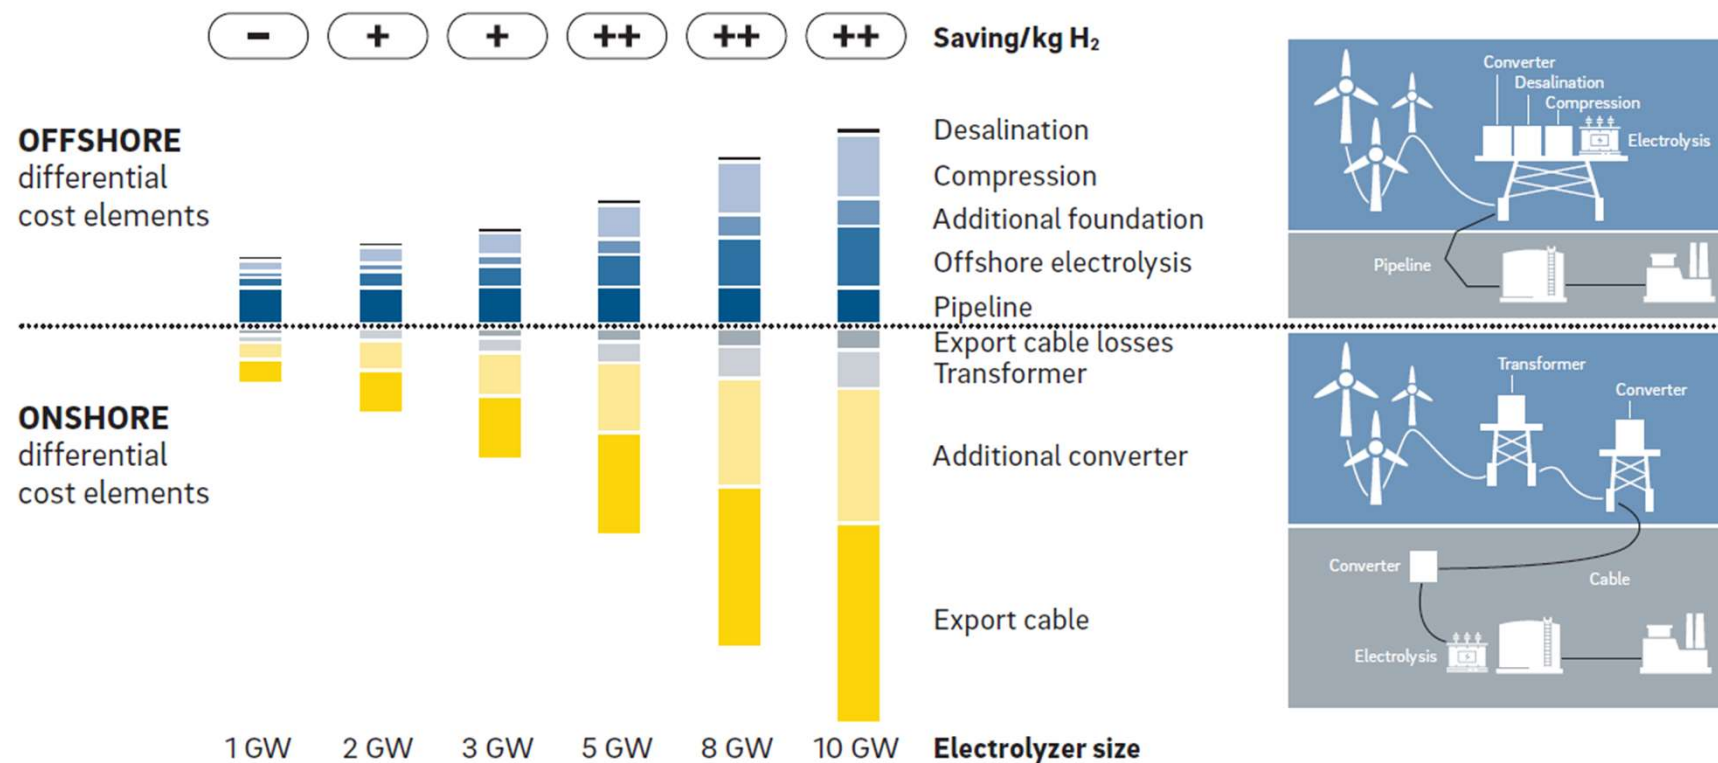 − + + ++ ++ ++ Saving/kg H₂
OFFSHORE
differential
cost elements
Desalination
Compression
Additional foundation
Offshore electrolysis
Pipeline
Export cable losses
Transformer
Additional converter
Export cable
ONSHORE
differential
cost elements
1 GW 2 GW 3 GW 5 GW 8 GW 10 GW Electrolyzer size
Converter
Desalination
Compression
Electrolysis
Pipeline
Transformer
Converter
Converter
Cable
Electrolysis